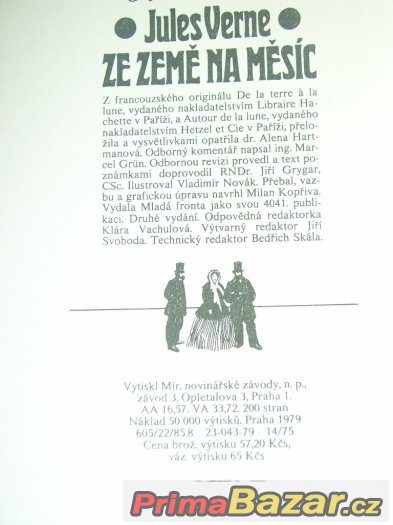 Jules Verne
ZE ZEMĚ NA MĚSÍC
Z francouzského originálu De la terre à la
lune, vydaného nakladatelstvím Libraire Ha-
chette v Paříži, a Autour de la lune, vydaného
nakladatelstvím Hetzel et Cie v Paříži, přelo-
žila a vysvětlivkami opatřila dr. Alena Hart-
manová. Odborný komentář napsal ing. Mar-
cel Grün. Odbornou revizi provedl a text po-
známkami doprovodil RNDr. Jiří Grygar,
CSc. Ilustroval Vladimír Novák. Přebal, vaz-
bu a grafickou úpravu navrhl Milan Kopřiva.
Vydala Mladá fronta jako svou 4041. publi-
kaci. Druhé vydání. Odpovědná redaktorka
Klára Vachulová. Výtvarný redaktor Jiří
Svoboda. Technický redaktor Bedřich Skála.
Vytiskl Mír, novinářské závody, n. p.,
závod 3, Opletalova 3, Praha 1.
AA 16,57. VA 33,72. 200 stran
Náklad 50 000 výtisků. Praha 1979
605/22/85.8 23-043-79 14/75
Cena brož. výtisku 57,20 Kčs,
váz. výtisku 65 Kčs
PrimaBazar.cz